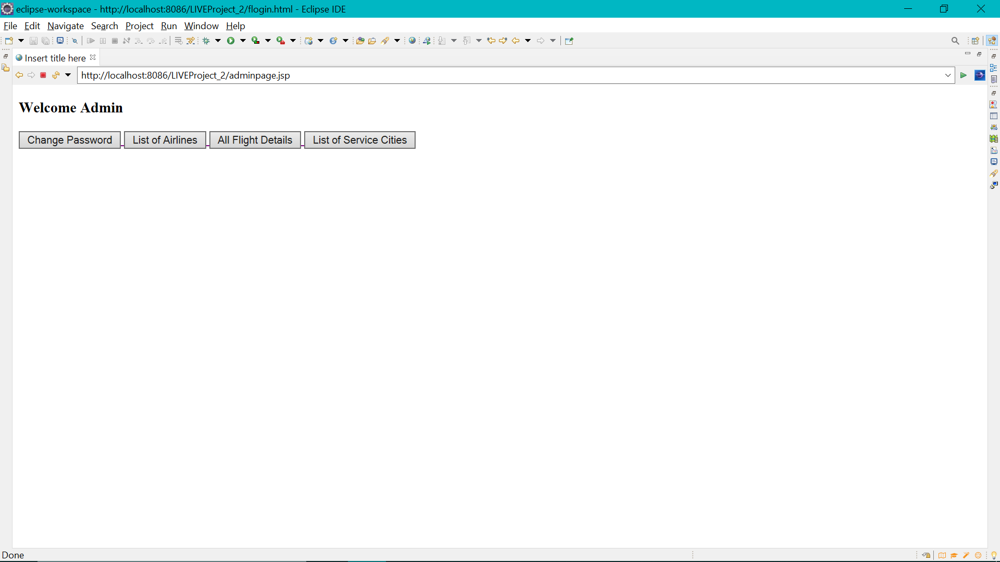 eclipse-workspace - http://localhost:8086/LIVEProject_2/flogin.html - Eclipse IDE
File Edit Navigate Search Project Run Window Help
Insert title here
http://localhost:8086/LIVEProject_2/adminpage.jsp
Welcome Admin
Change Password List of Airlines All Flight Details List of Service Cities
Done